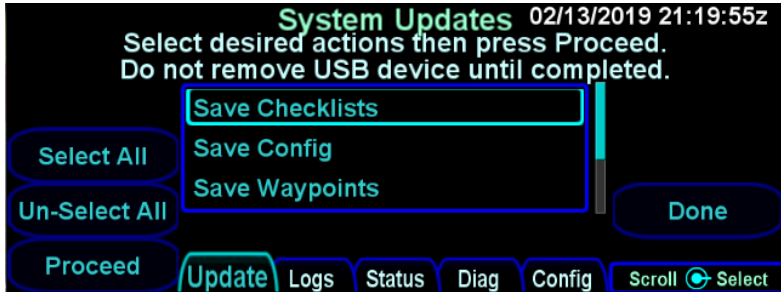 System Updates 02/13/2019 21:19:55z
Select desired actions then press Proceed.
Do not remove USB device until completed.
Save Checklists
Select All
Save Config
Save Waypoints
Un-Select All
Done
Proceed
Update Logs Status Diag Config Scroll Select